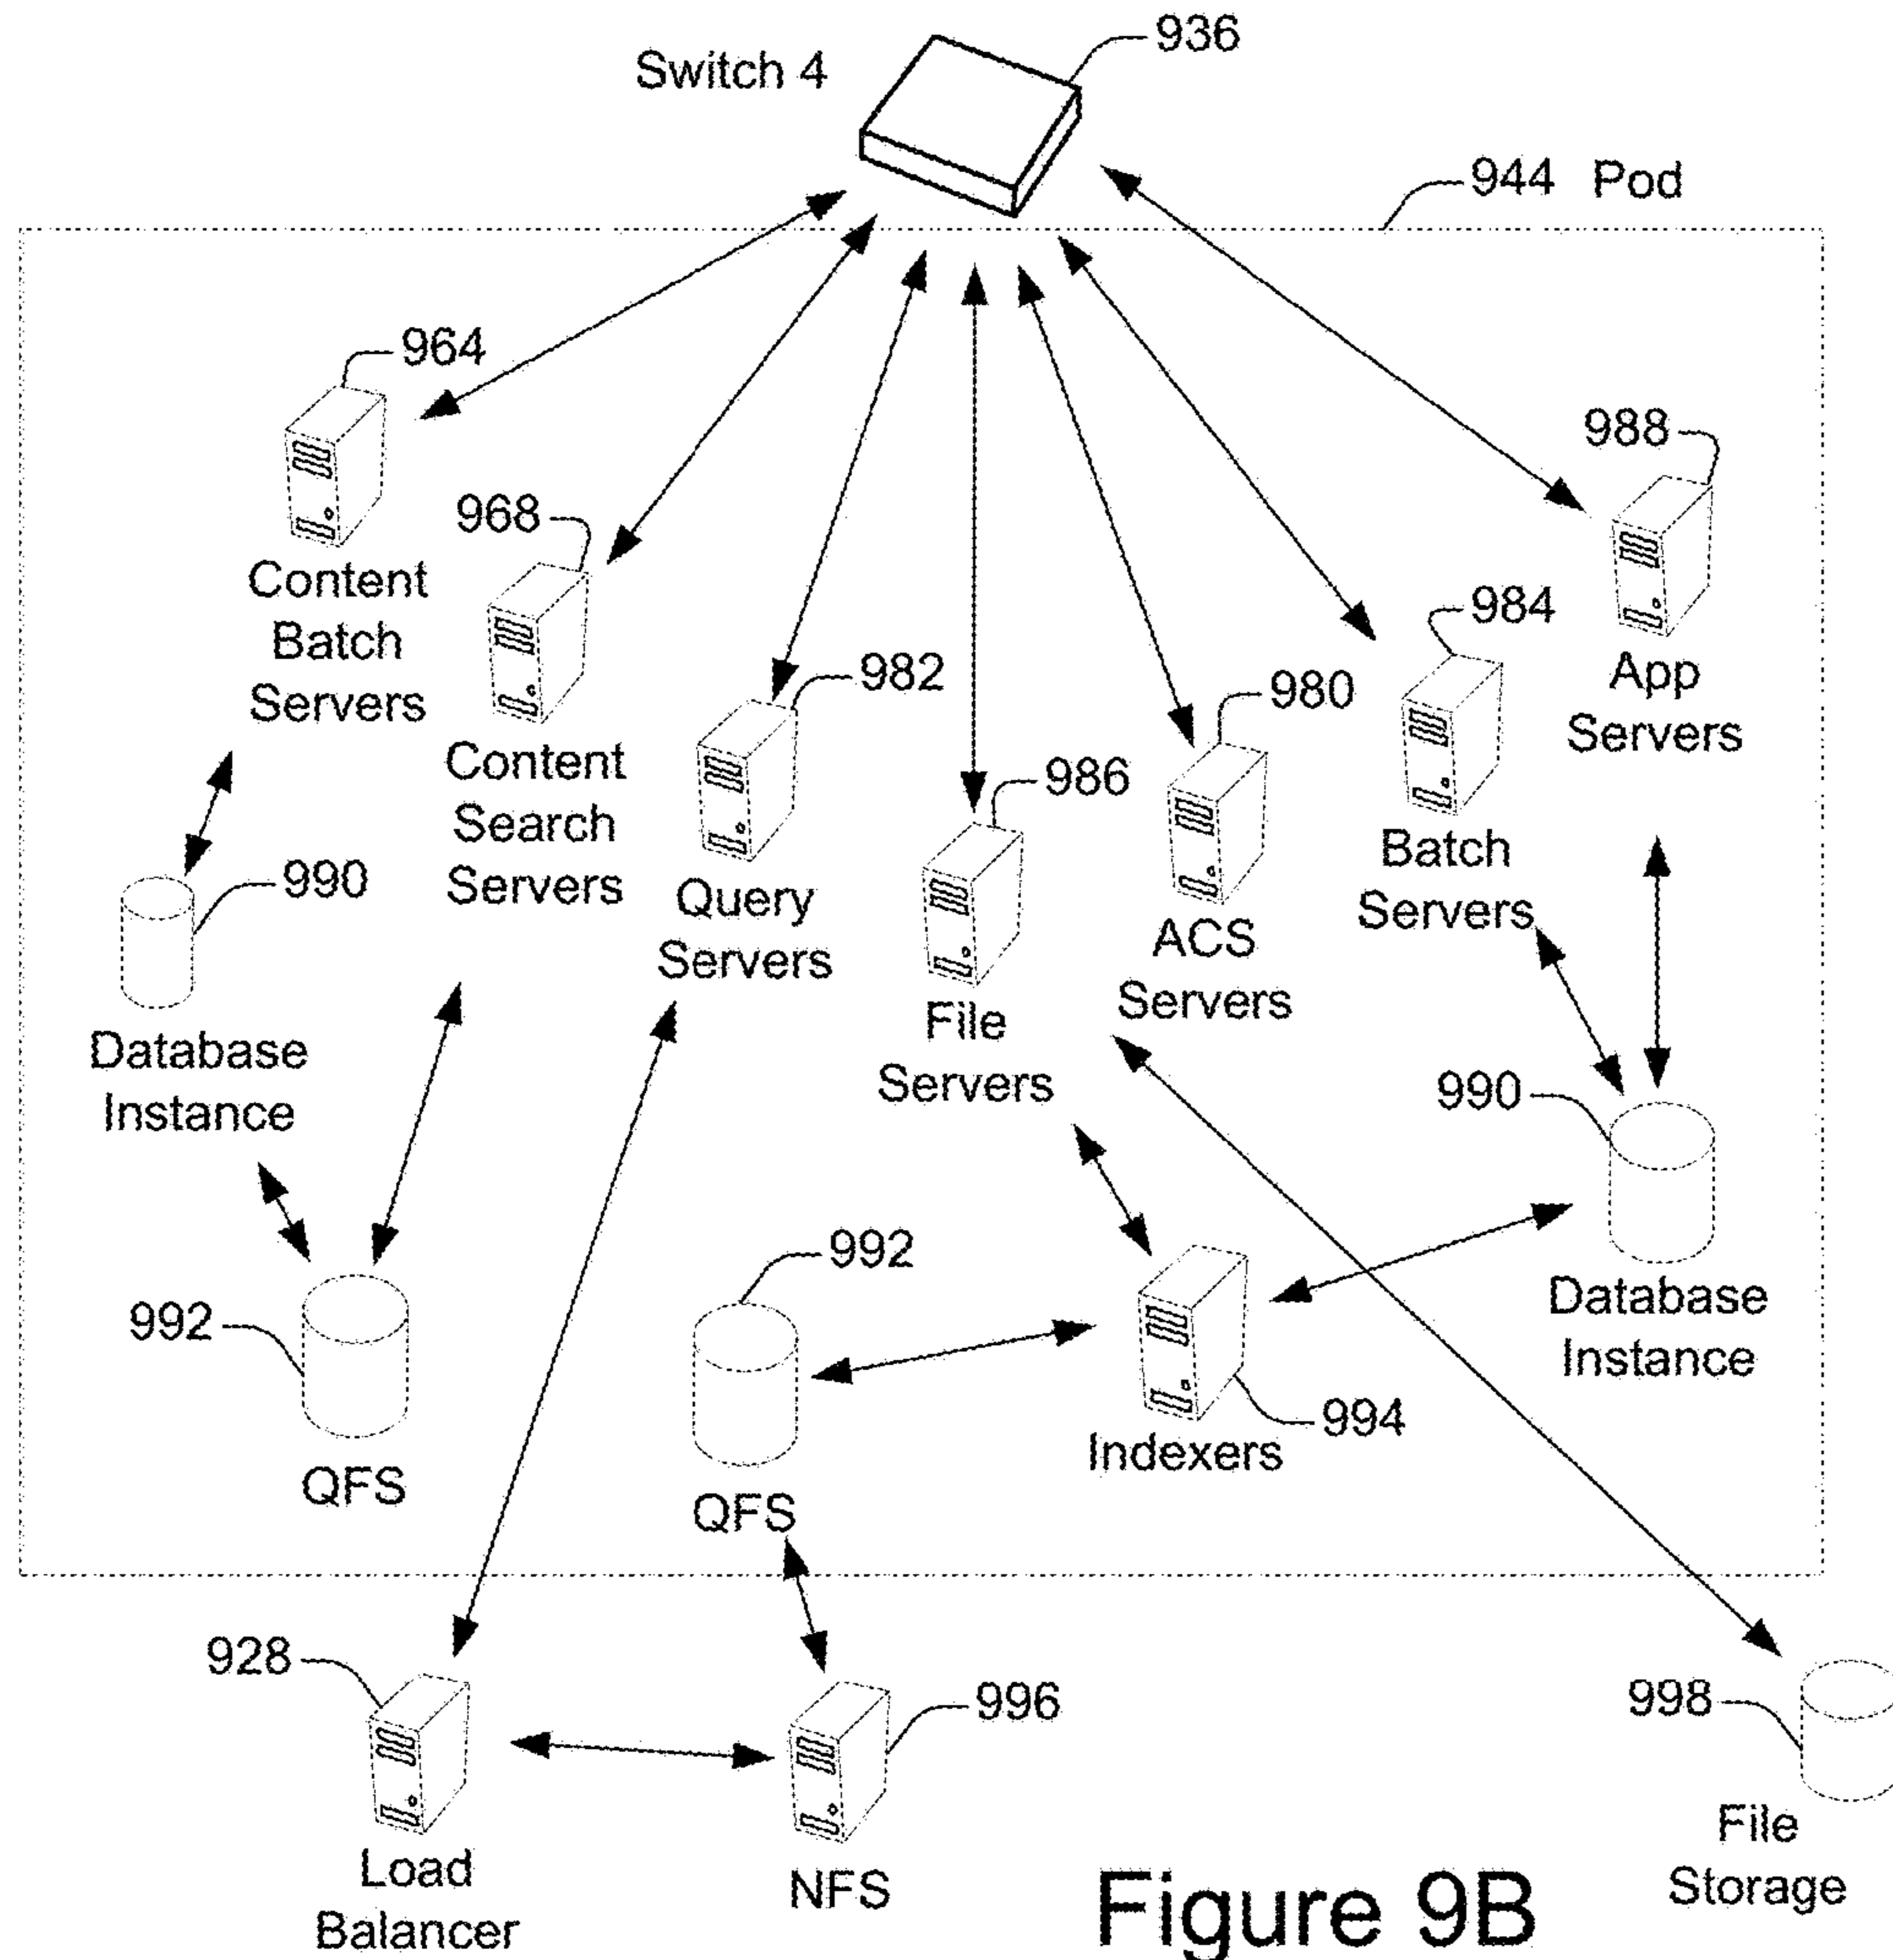 936
Switch 4
944 Pod
964
988
968
Content
Batch
Servers
984
982
980
App
Servers
Content
Search
Servers
986
Batch
Servers
990
Query
Servers
ACS
Servers
File
Servers
Database
Instance
990
992
992
Database
Instance
994
Indexers
QFS
QFS
928
996
998
File
Storage
Load
Balancer
NFS
Figure 9B